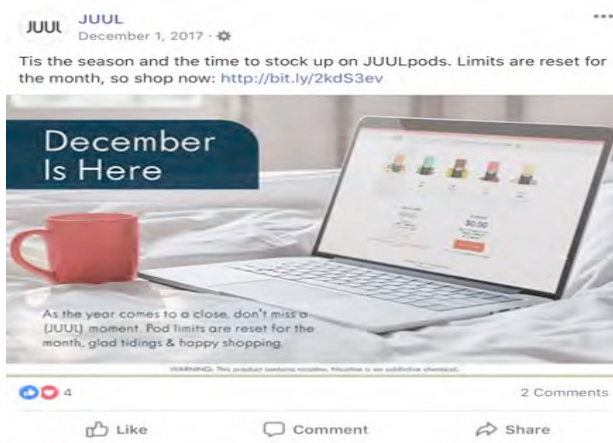 JUUL
JUUL
December 1, 2017
Tis the season and the time to stock up on JUULpods. Limits are reset for
the month, so shop now: http://bit.ly/2kdS3ev
December
Is Here
$0.00
As the year comes to a close, don't miss a
(JUUL) moment. Pod limits are reset for the
month, glad tidings & happy shopping.
WARNING: This product contains nicotine. Nicotine is an addictive chemical.
4
2 Comments
Like
Comment
Share